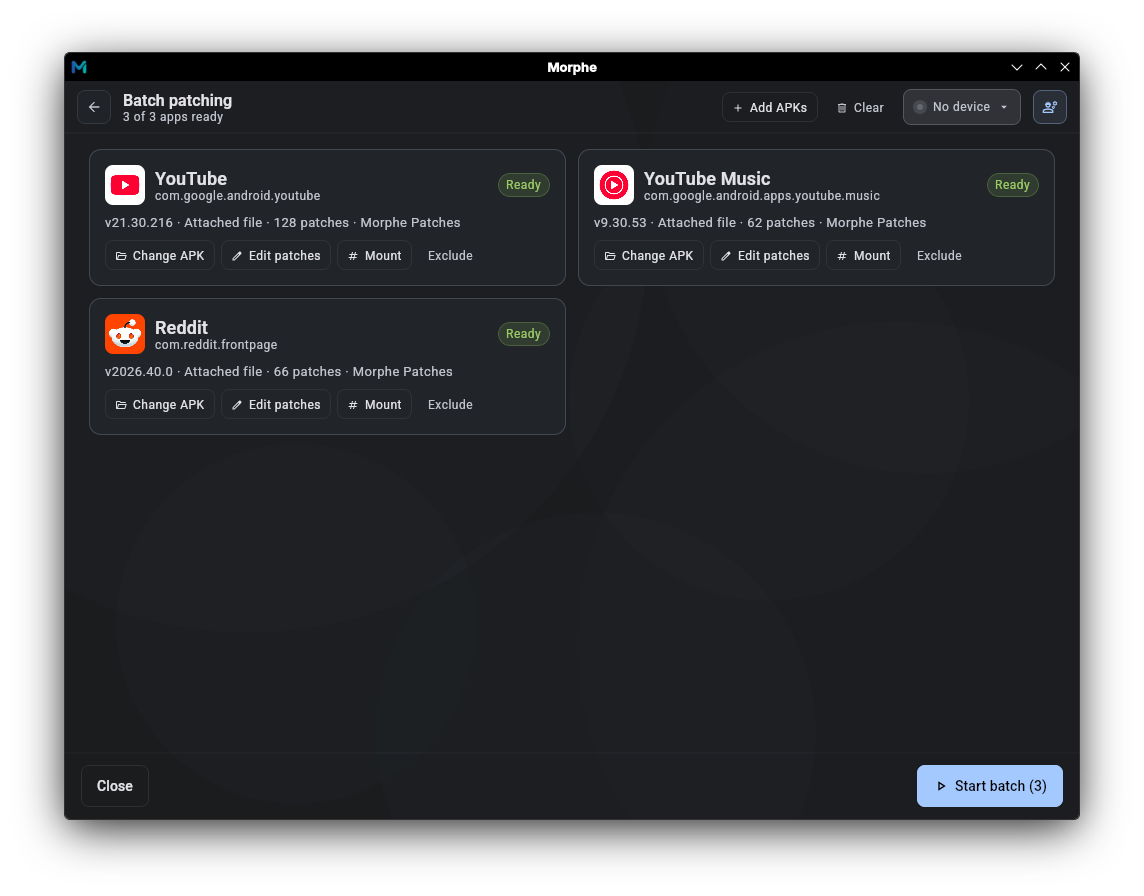 Morphe
Batch patching
3 of 3 apps ready
Add APKs
Clear
No device
YouTube
com.google.android.youtube
Ready
v21.30.216 · Attached file · 128 patches · Morphe Patches
Change APK
Edit patches
# Mount
Exclude
YouTube Music
com.google.android.apps.youtube.music
Ready
v9.30.53 · Attached file · 62 patches · Morphe Patches
Change APK
Edit patches
# Mount
Exclude
Reddit
com.reddit.frontpage
Ready
v2026.40.0 · Attached file · 66 patches · Morphe Patches
Change APK
Edit patches
# Mount
Exclude
Close
Start batch (3)